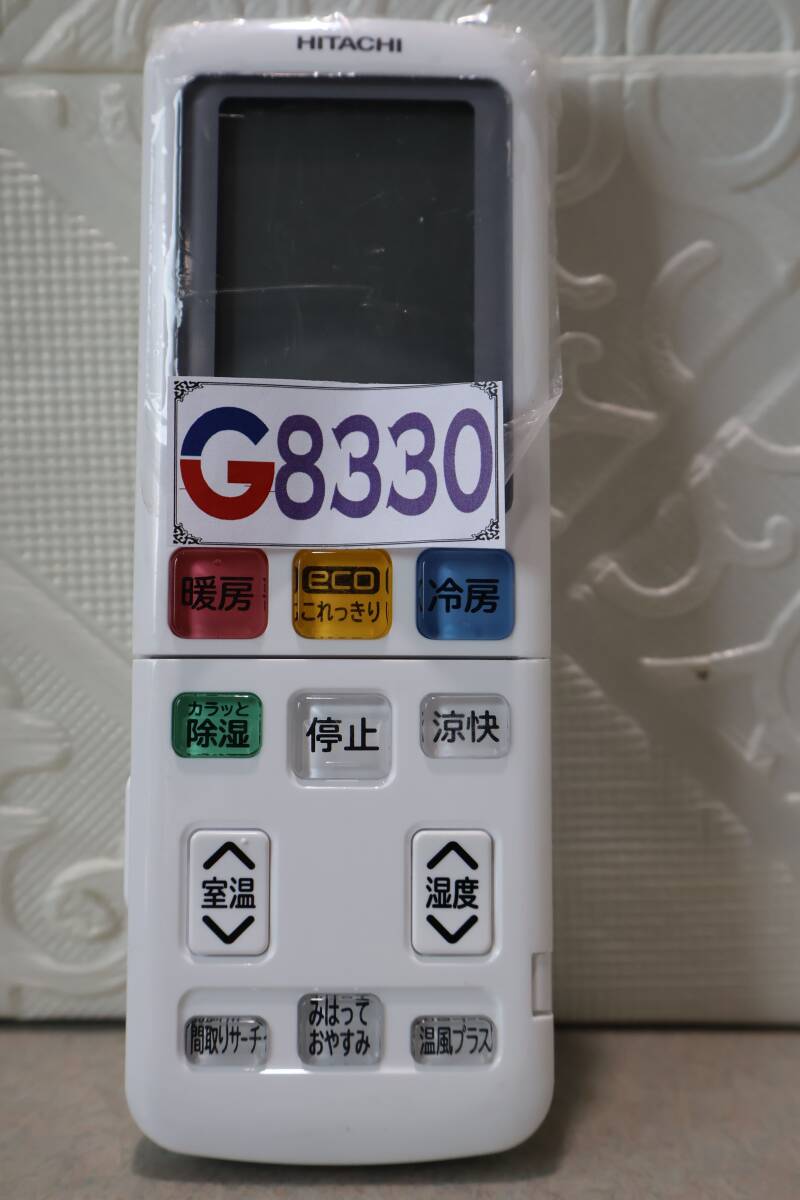 HITACHI
G8330
暖房
eco
これっきり
冷房
カラッと
除湿
停止
涼快
室温
湿度
間取りサーチ
みはって
おやすみ
温風プラス